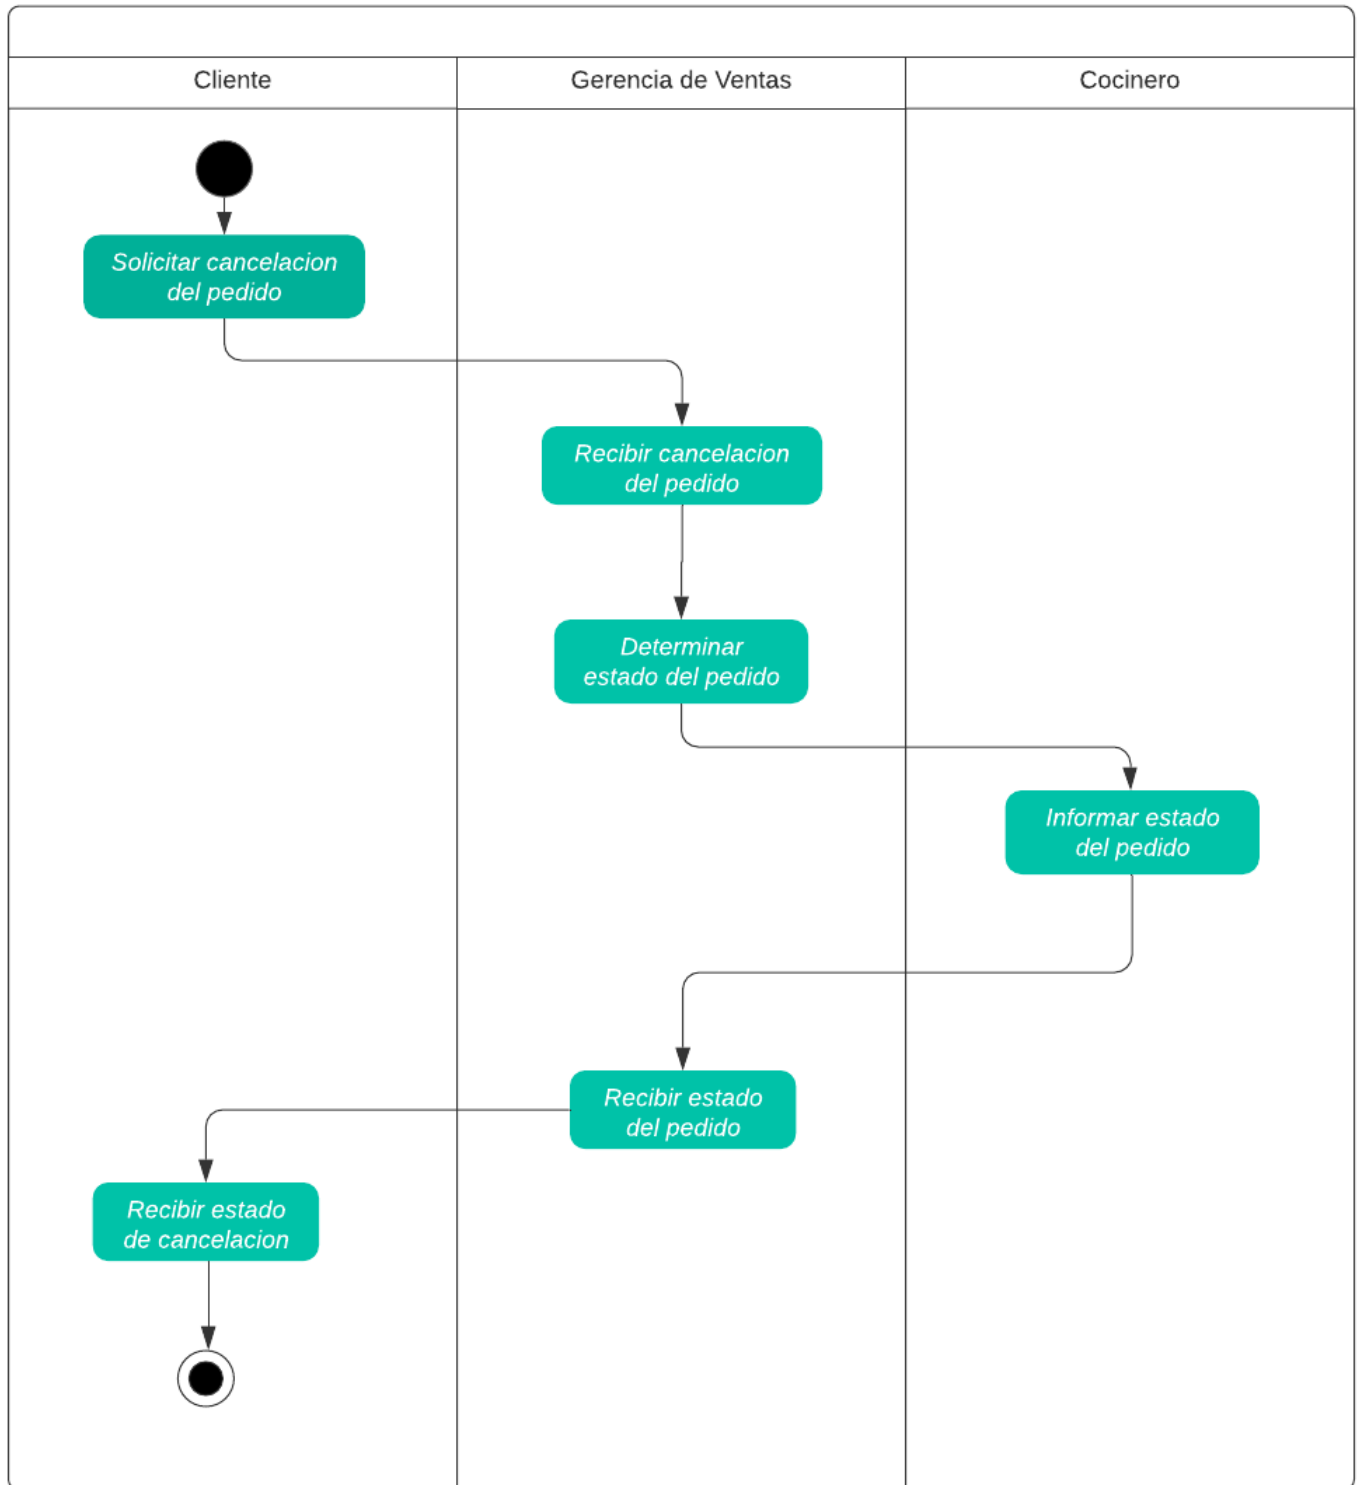 Cliente
Gerencia de Ventas
Cocinero
Solicitar cancelacion
del pedido
Recibir cancelacion
del pedido
Determinar
estado del pedido
Informar estado
del pedido
Recibir estado
del pedido
Recibir estado
de cancelacion